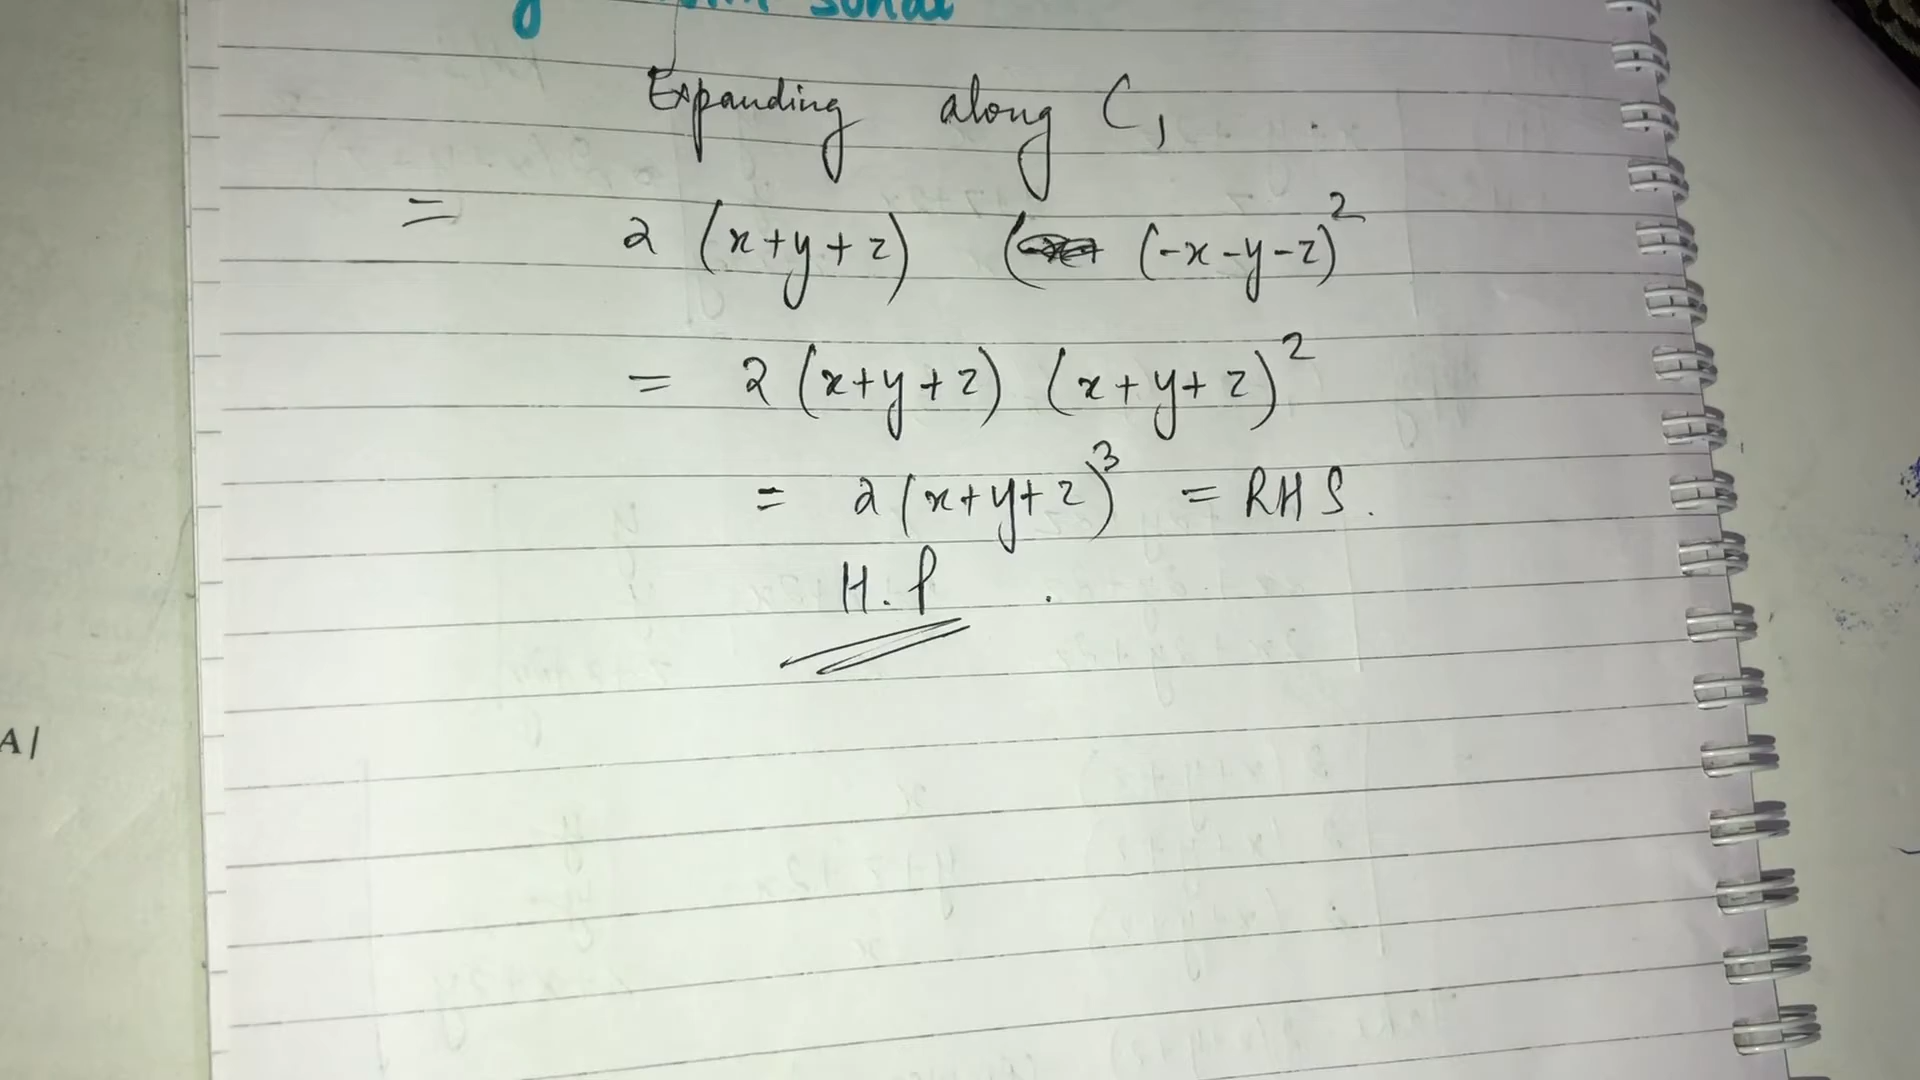 Expanding along C1
= 2 (x+y+z) ( (-x-y-z)²
= 2 (x+y+z) (x+y+z)²
= 2 (x+y+z)³ = RHS.
H.P
A/